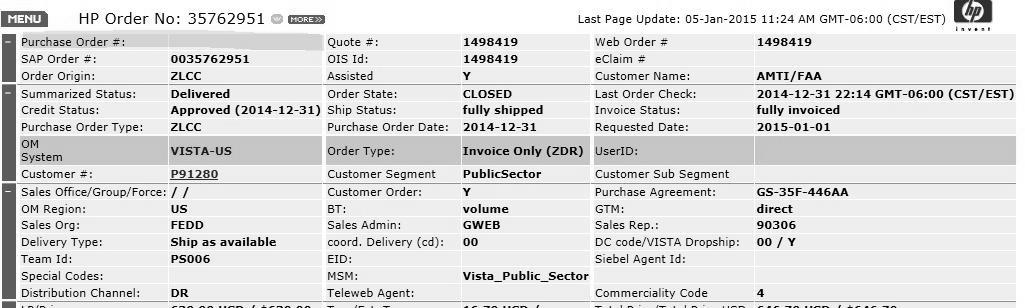 MENU HP Order No: 35762951 MORE>> Last Page Update: 05-Jan-2015 11:24 AM GMT-06:00 (CST/EST) hp
invent
Purchase Order #: Quote #: 1498419 Web Order # 1498419
SAP Order #: 0035762951 OIS Id: 1498419 eClaim #
Order Origin: ZLCC Assisted Y Customer Name: AMTI/FAA
Summarized Status: Delivered Order State: CLOSED Last Order Check: 2014-12-31 22:14 GMT-06:00 (CST/EST)
Credit Status: Approved (2014-12-31) Ship Status: fully shipped Invoice Status: fully invoiced
Purchase Order Type: ZLCC Purchase Order Date: 2014-12-31 Requested Date: 2015-01-01
OM
System VISTA-US Order Type: Invoice Only (ZDR) UserID:
Customer #: P91280 Customer Segment PublicSector Customer Sub Segment
Sales Office/Group/Force: / / Customer Order: Y Purchase Agreement: GS-35F-446AA
OM Region: US BT: volume GTM: direct
Sales Org: FEDD Sales Admin: GWEB Sales Rep.: 90306
Delivery Type: Ship as available coord. Delivery (cd): 00 DC code/VISTA Dropship: 00 / Y
Team Id: PS006 EID: Siebel Agent Id:
Special Codes: MSM: Vista_Public_Sector
Distribution Channel: DR Teleweb Agent: Commerciality Code 4